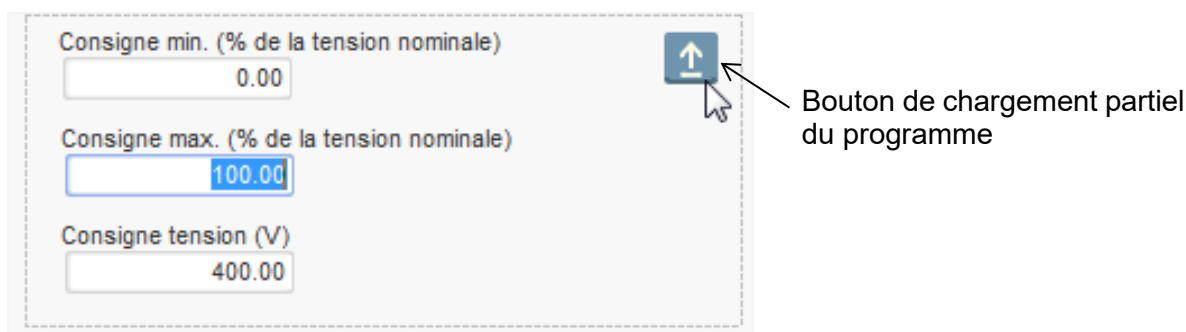 Consigne min. (% de la tension nominale)
0.00
Consigne max. (% de la tension nominale)
100.00
Consigne tension (V)
400.00
Bouton de chargement partiel
du programme